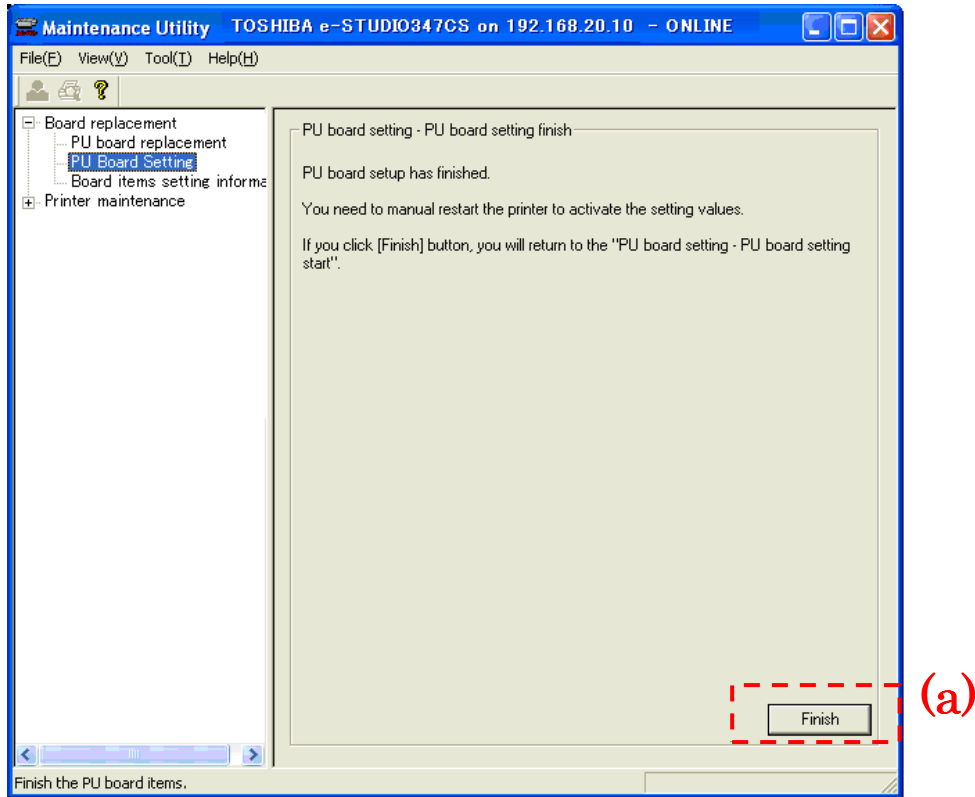 Maintenance Utility TOSHIBA e-STUDIO347CS on 192.168.20.10 - ONLINE
File(F) View(V) Tool(T) Help(H)
Board replacement
PU board replacement
PU Board Setting
Board items setting informa
Printer maintenance
PU board setting - PU board setting finish
PU board setup has finished.
You need to manual restart the printer to activate the setting values.
If you click [Finish] button, you will return to the "PU board setting - PU board setting
start".
Finish
(a)
Finish the PU board items.